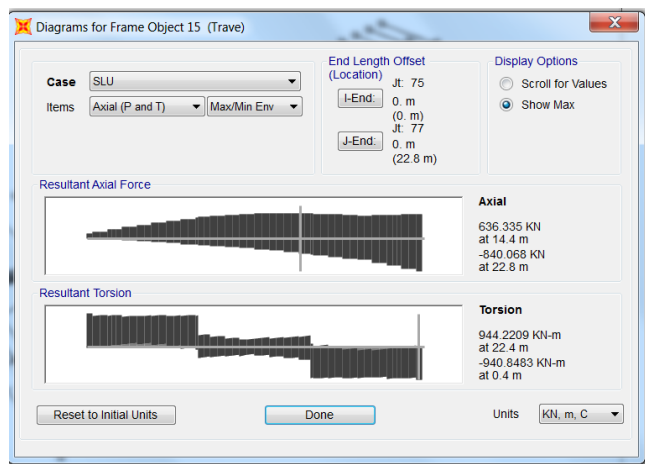 Diagrams for Frame Object 15 (Trave)
X
Case
SLU
Items
Axial (P and T)
Max/Min Env
End Length Offset
(Location)
Jt: 75
I-End:
0. m
(0. m)
Jt: 77
J-End:
0. m
(22.8 m)
Display Options
Scroll for Values
Show Max
Resultant Axial Force
Axial
636.335 KN
at 14.4 m
-840.068 KN
at 22.8 m
Resultant Torsion
Torsion
944.2209 KN-m
at 22.4 m
-940.8483 KN-m
at 0.4 m
Reset to Initial Units
Done
Units
KN, m, C